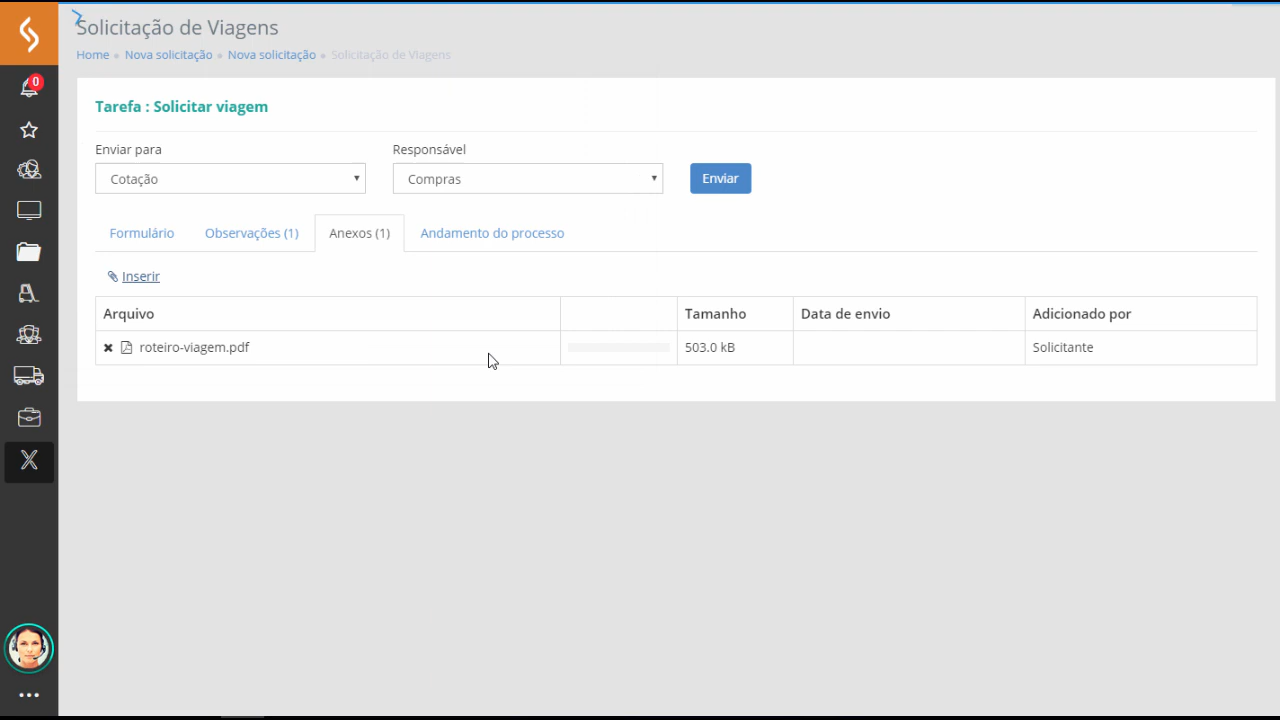 Solicitação de Viagens
Home » Nova solicitação » Nova solicitação » Solicitação de Viagens
0
Tarefa : Solicitar viagem
Enviar para Responsável
Cotação Compras Enviar
Formulário Observações (1) Anexos (1) Andamento do processo
Inserir
Arquivo Tamanho Data de envio Adicionado por
roteiro-viagem.pdf 503.0 kB Solicitante